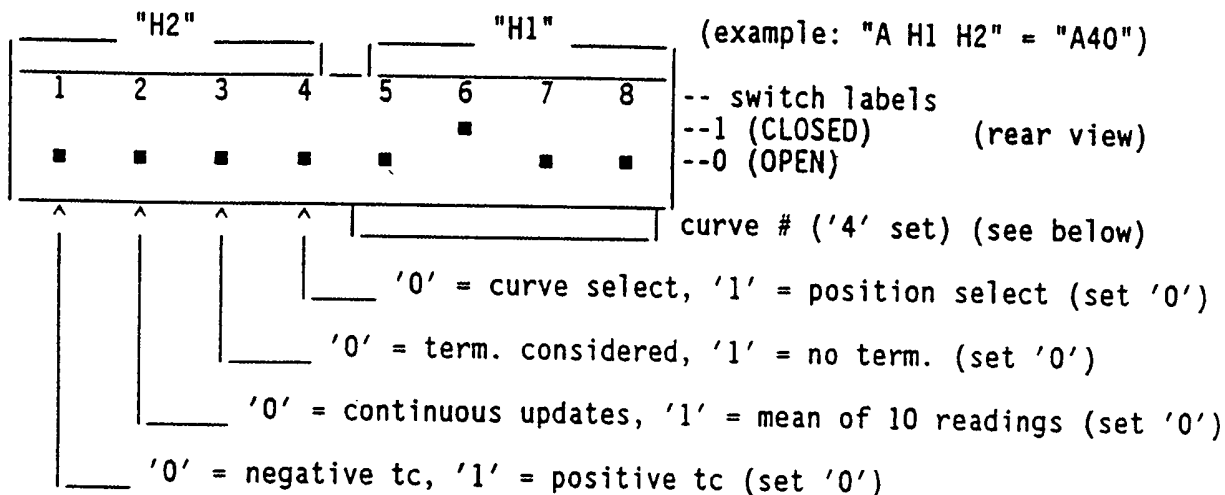 "H2" "H1" (example: "A H1 H2" = "A40")
1 2 3 4 5 6 7 8 -- switch labels
--1 (CLOSED) (rear view)
--0 (OPEN)
^ ^ ^ ^
curve # ('4' set) (see below)
'0' = curve select, '1' = position select (set '0')
'0' = term. considered, '1' = no term. (set '0')
'0' = continuous updates, '1' = mean of 10 readings (set '0')
'0' = negative tc, '1' = positive tc (set '0')